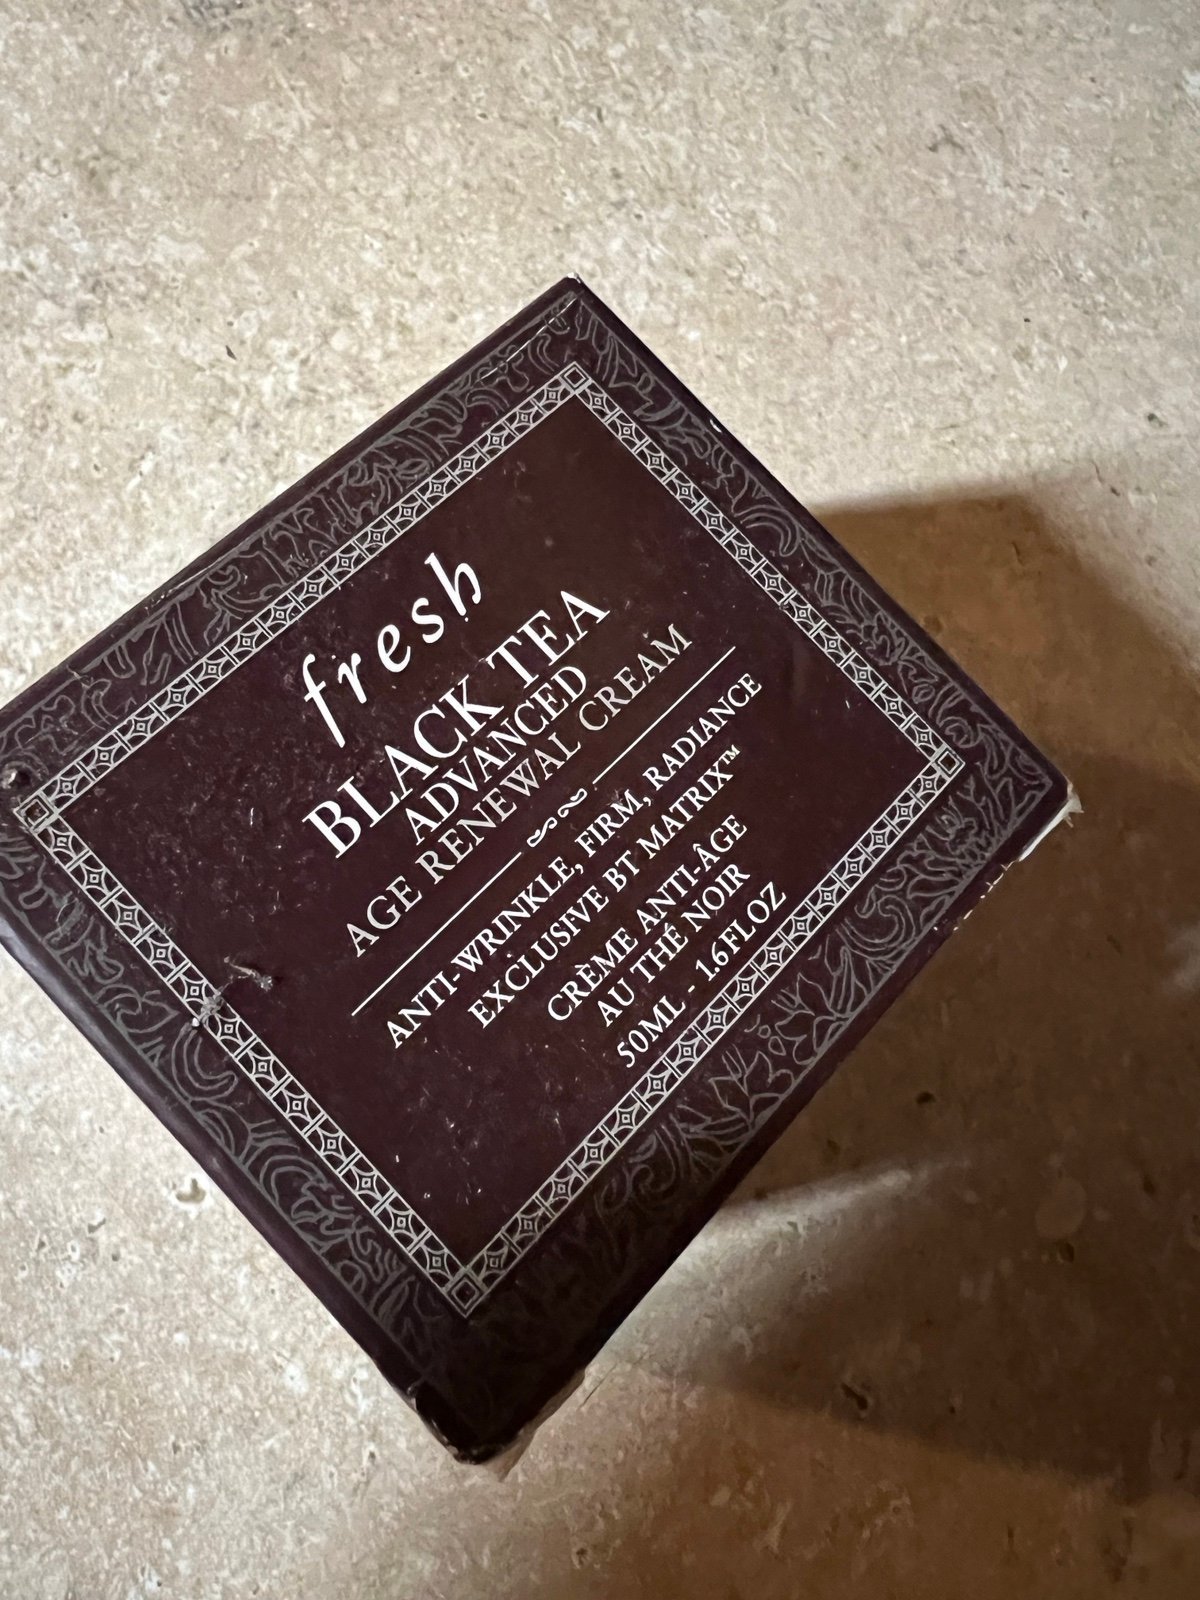 fresh
BLACK TEA
ADVANCED
AGE RENEWAL CREAM
ANTI-WRINKLE, FIRM, RADIANCE
EXCLUSIVE BT MATRIX™
CRÈME ANTI-ÂGE
AU THÉ NOIR
50ML - 1.6FLOZ